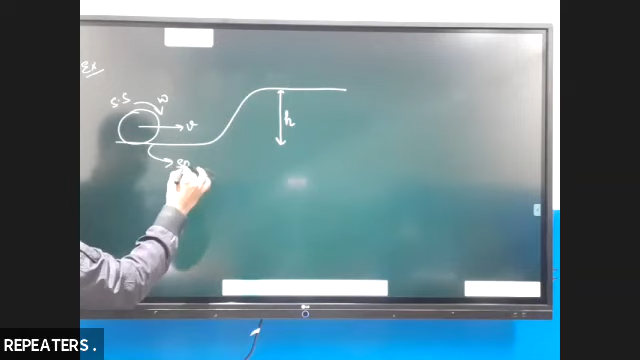 Ex
S.S ω
v
h
REPEATERS.